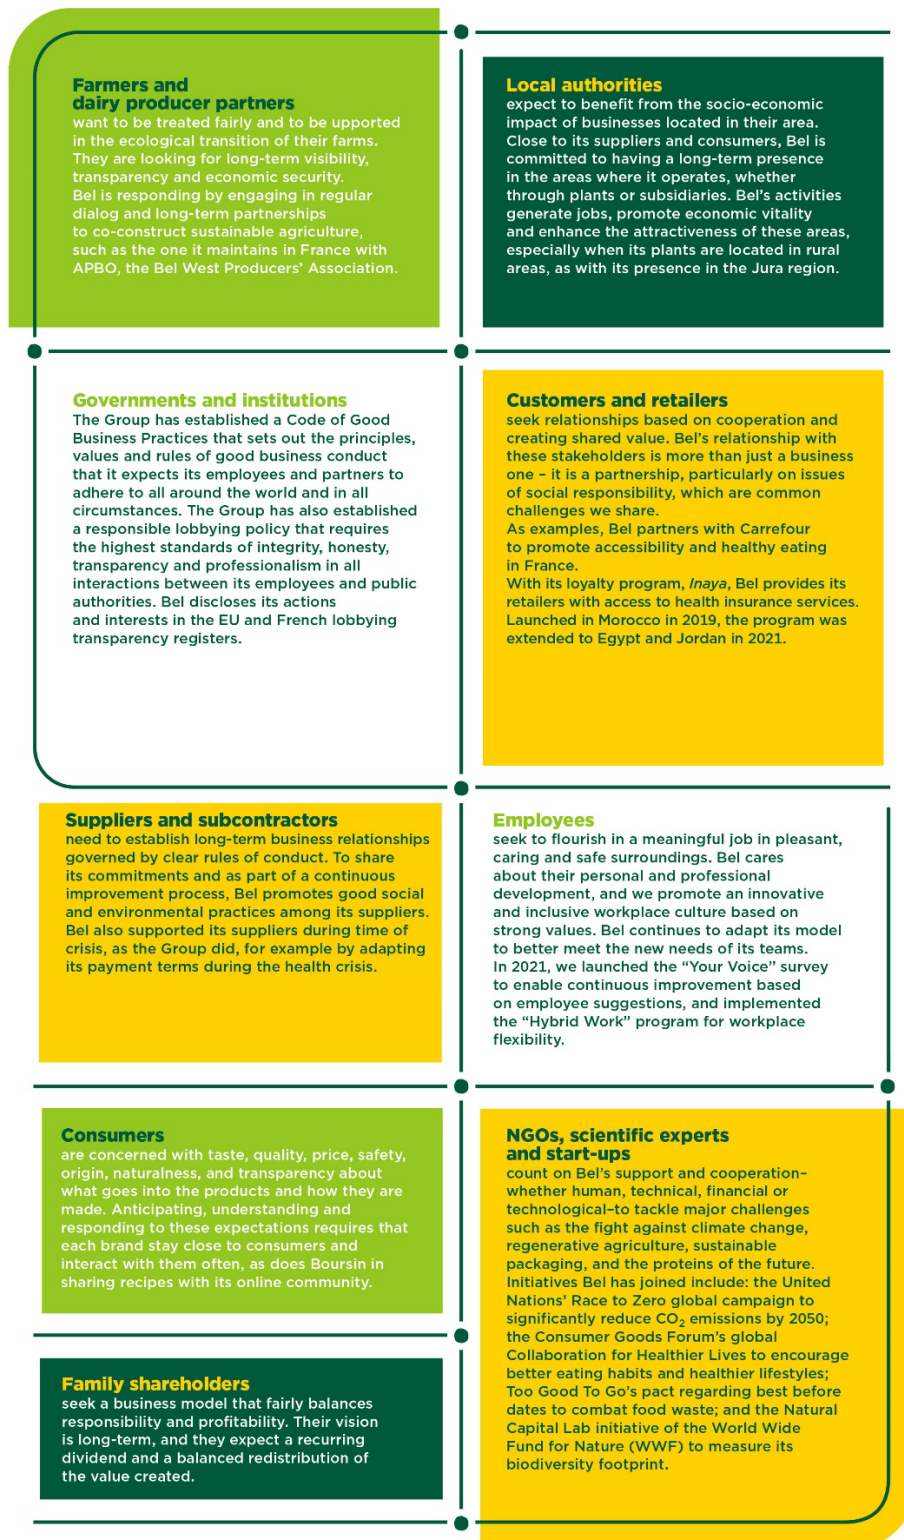 Farmers and
dairy producer partners
want to be treated fairly and to be upported
in the ecological transition of their farms.
They are looking for long-term visibility,
transparency and economic security.
Bel is responding by engaging in regular
dialog and long-term partnerships
to co-construct sustainable agriculture,
such as the one it maintains in France with
APBO, the Bel West Producers’ Association.
Local authorities
expect to benefit from the socio-economic
impact of businesses located in their area.
Close to its suppliers and consumers, Bel is
committed to having a long-term presence
in the areas where it operates, whether
through plants or subsidiaries. Bel’s activities
generate jobs, promote economic vitality
and enhance the attractiveness of these areas,
especially when its plants are located in rural
areas, as with its presence in the Jura region.
Governments and institutions
The Group has established a Code of Good
Business Practices that sets out the principles,
values and rules of good business conduct
that it expects its employees and partners to
adhere to all around the world and in all
circumstances. The Group has also established
a responsible lobbying policy that requires
the highest standards of integrity, honesty,
transparency and professionalism in all
interactions between its employees and public
authorities. Bel discloses its actions
and interests in the EU and French lobbying
transparency registers.
Customers and retailers
seek relationships based on cooperation and
creating shared value. Bel’s relationship with
these stakeholders is more than just a business
one – it is a partnership, particularly on issues
of social responsibility, which are common
challenges we share.
As examples, Bel partners with Carrefour
to promote accessibility and healthy eating
in France.
With its loyalty program, Inaya, Bel provides its
retailers with access to health insurance services.
Launched in Morocco in 2019, the program was
extended to Egypt and Jordan in 2021.
Suppliers and subcontractors
need to establish long-term business relationships
governed by clear rules of conduct. To share
its commitments and as part of a continuous
improvement process, Bel promotes good social
and environmental practices among its suppliers.
Bel also supported its suppliers during time of
crisis, as the Group did, for example by adapting
its payment terms during the health crisis.
Employees
seek to flourish in a meaningful job in pleasant,
caring and safe surroundings. Bel cares
about their personal and professional
development, and we promote an innovative
and inclusive workplace culture based on
strong values. Bel continues to adapt its model
to better meet the new needs of its teams.
In 2021, we launched the “Your Voice” survey
to enable continuous improvement based
on employee suggestions, and implemented
the “Hybrid Work” program for workplace
flexibility.
Consumers
are concerned with taste, quality, price, safety,
origin, naturalness, and transparency about
what goes into the products and how they are
made. Anticipating, understanding and
responding to these expectations requires that
each brand stay close to consumers and
interact with them often, as does Boursin in
sharing recipes with its online community.
NGOs, scientific experts
and start-ups
count on Bel’s support and cooperation–
whether human, technical, financial or
technological–to tackle major challenges
such as the fight against climate change,
regenerative agriculture, sustainable
packaging, and the proteins of the future.
Initiatives Bel has joined include: the United
Nations’ Race to Zero global campaign to
significantly reduce CO₂ emissions by 2050;
the Consumer Goods Forum’s global
Collaboration for Healthier Lives to encourage
better eating habits and healthier lifestyles;
Too Good To Go’s pact regarding best before
dates to combat food waste; and the Natural
Capital Lab initiative of the World Wide
Fund for Nature (WWF) to measure its
biodiversity footprint.
Family shareholders
seek a business model that fairly balances
responsibility and profitability. Their vision
is long-term, and they expect a recurring
dividend and a balanced redistribution of
the value created.